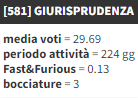 [581] GIURISPRUDENZA
media voti = 29.69
periodo attività = 224 gg
Fast&Furious = 0.13
bocciature = 3